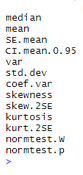 median
mean
SE.mean
CI.mean.0.95
var
std.dev
coef.var
skewness
skew.2SE
kurtosis
kurt.2SE
normtest.W
normtest.p
>